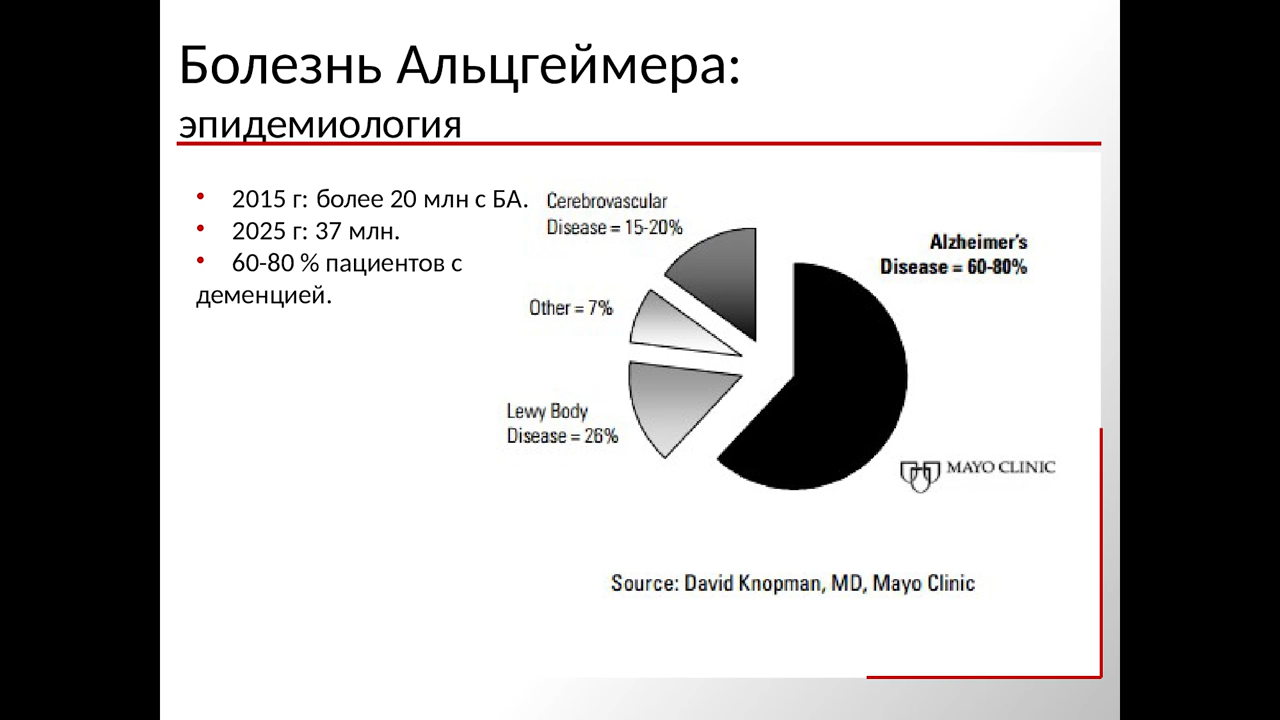 Болезнь Альцгеймера:
эпидемиология
• 2015 г: более 20 млн с БА.
• 2025 г: 37 млн.
• 60-80 % пациентов с
деменцией.
Cerebrovascular
Disease = 15-20%
Alzheimer's
Disease = 60-80%
Other = 7%
Lewy Body
Disease = 26%
MAYO CLINIC
Source: David Knopman, MD, Mayo Clinic